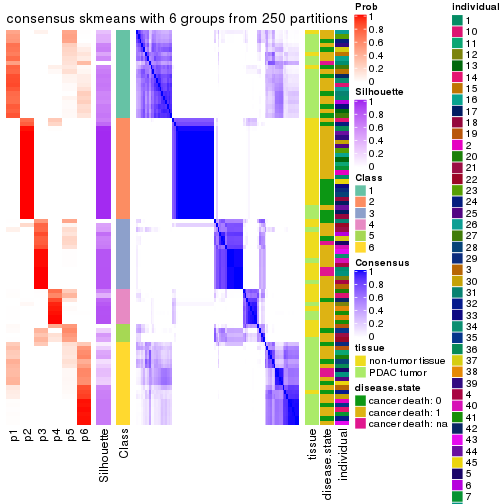 consensus skmeans with 6 groups from 250 partitions
p1
p2
p3
p4
p5
p6
Silhouette
Class
tissue
disease.state
individual
Prob
1
0.8
0.6
0.4
0.2
0
Silhouette
1
0.8
0.6
0.4
0.2
0
Class
1
2
3
4
5
6
Consensus
1
0.8
0.6
0.4
0.2
0
tissue
non-tumor tissue
PDAC tumor
disease.state
cancer death: 0
cancer death: 1
cancer death: na
individual
1
10
11
12
13
14
15
16
17
18
19
2
20
21
22
23
24
25
26
27
28
29
3
30
31
32
33
34
35
36
37
38
39
4
40
41
42
43
44
45
5
6
7